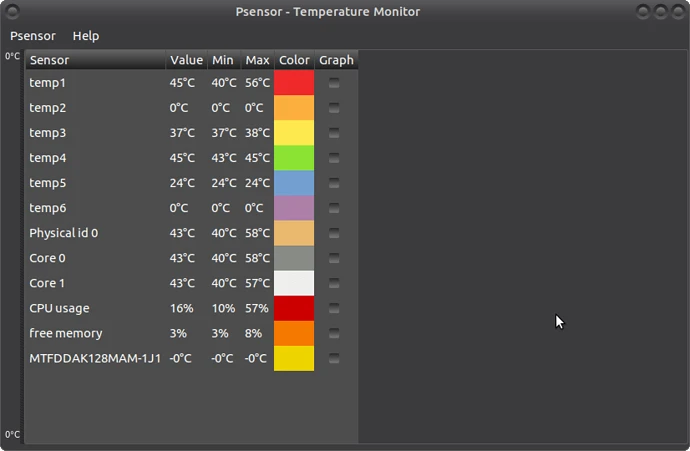 Psensor - Temperature Monitor
Psensor Help
0°C
Sensor Value Min Max Color Graph
temp1 45°C 40°C 56°C
temp2 0°C 0°C 0°C
temp3 37°C 37°C 38°C
temp4 45°C 43°C 45°C
temp5 24°C 24°C 24°C
temp6 0°C 0°C 0°C
Physical id 0 43°C 40°C 58°C
Core 0 43°C 40°C 58°C
Core 1 43°C 40°C 57°C
CPU usage 16% 10% 57%
free memory 3% 3% 8%
MTFDDAK128MAM-1J1 -0°C -0°C -0°C
0°C